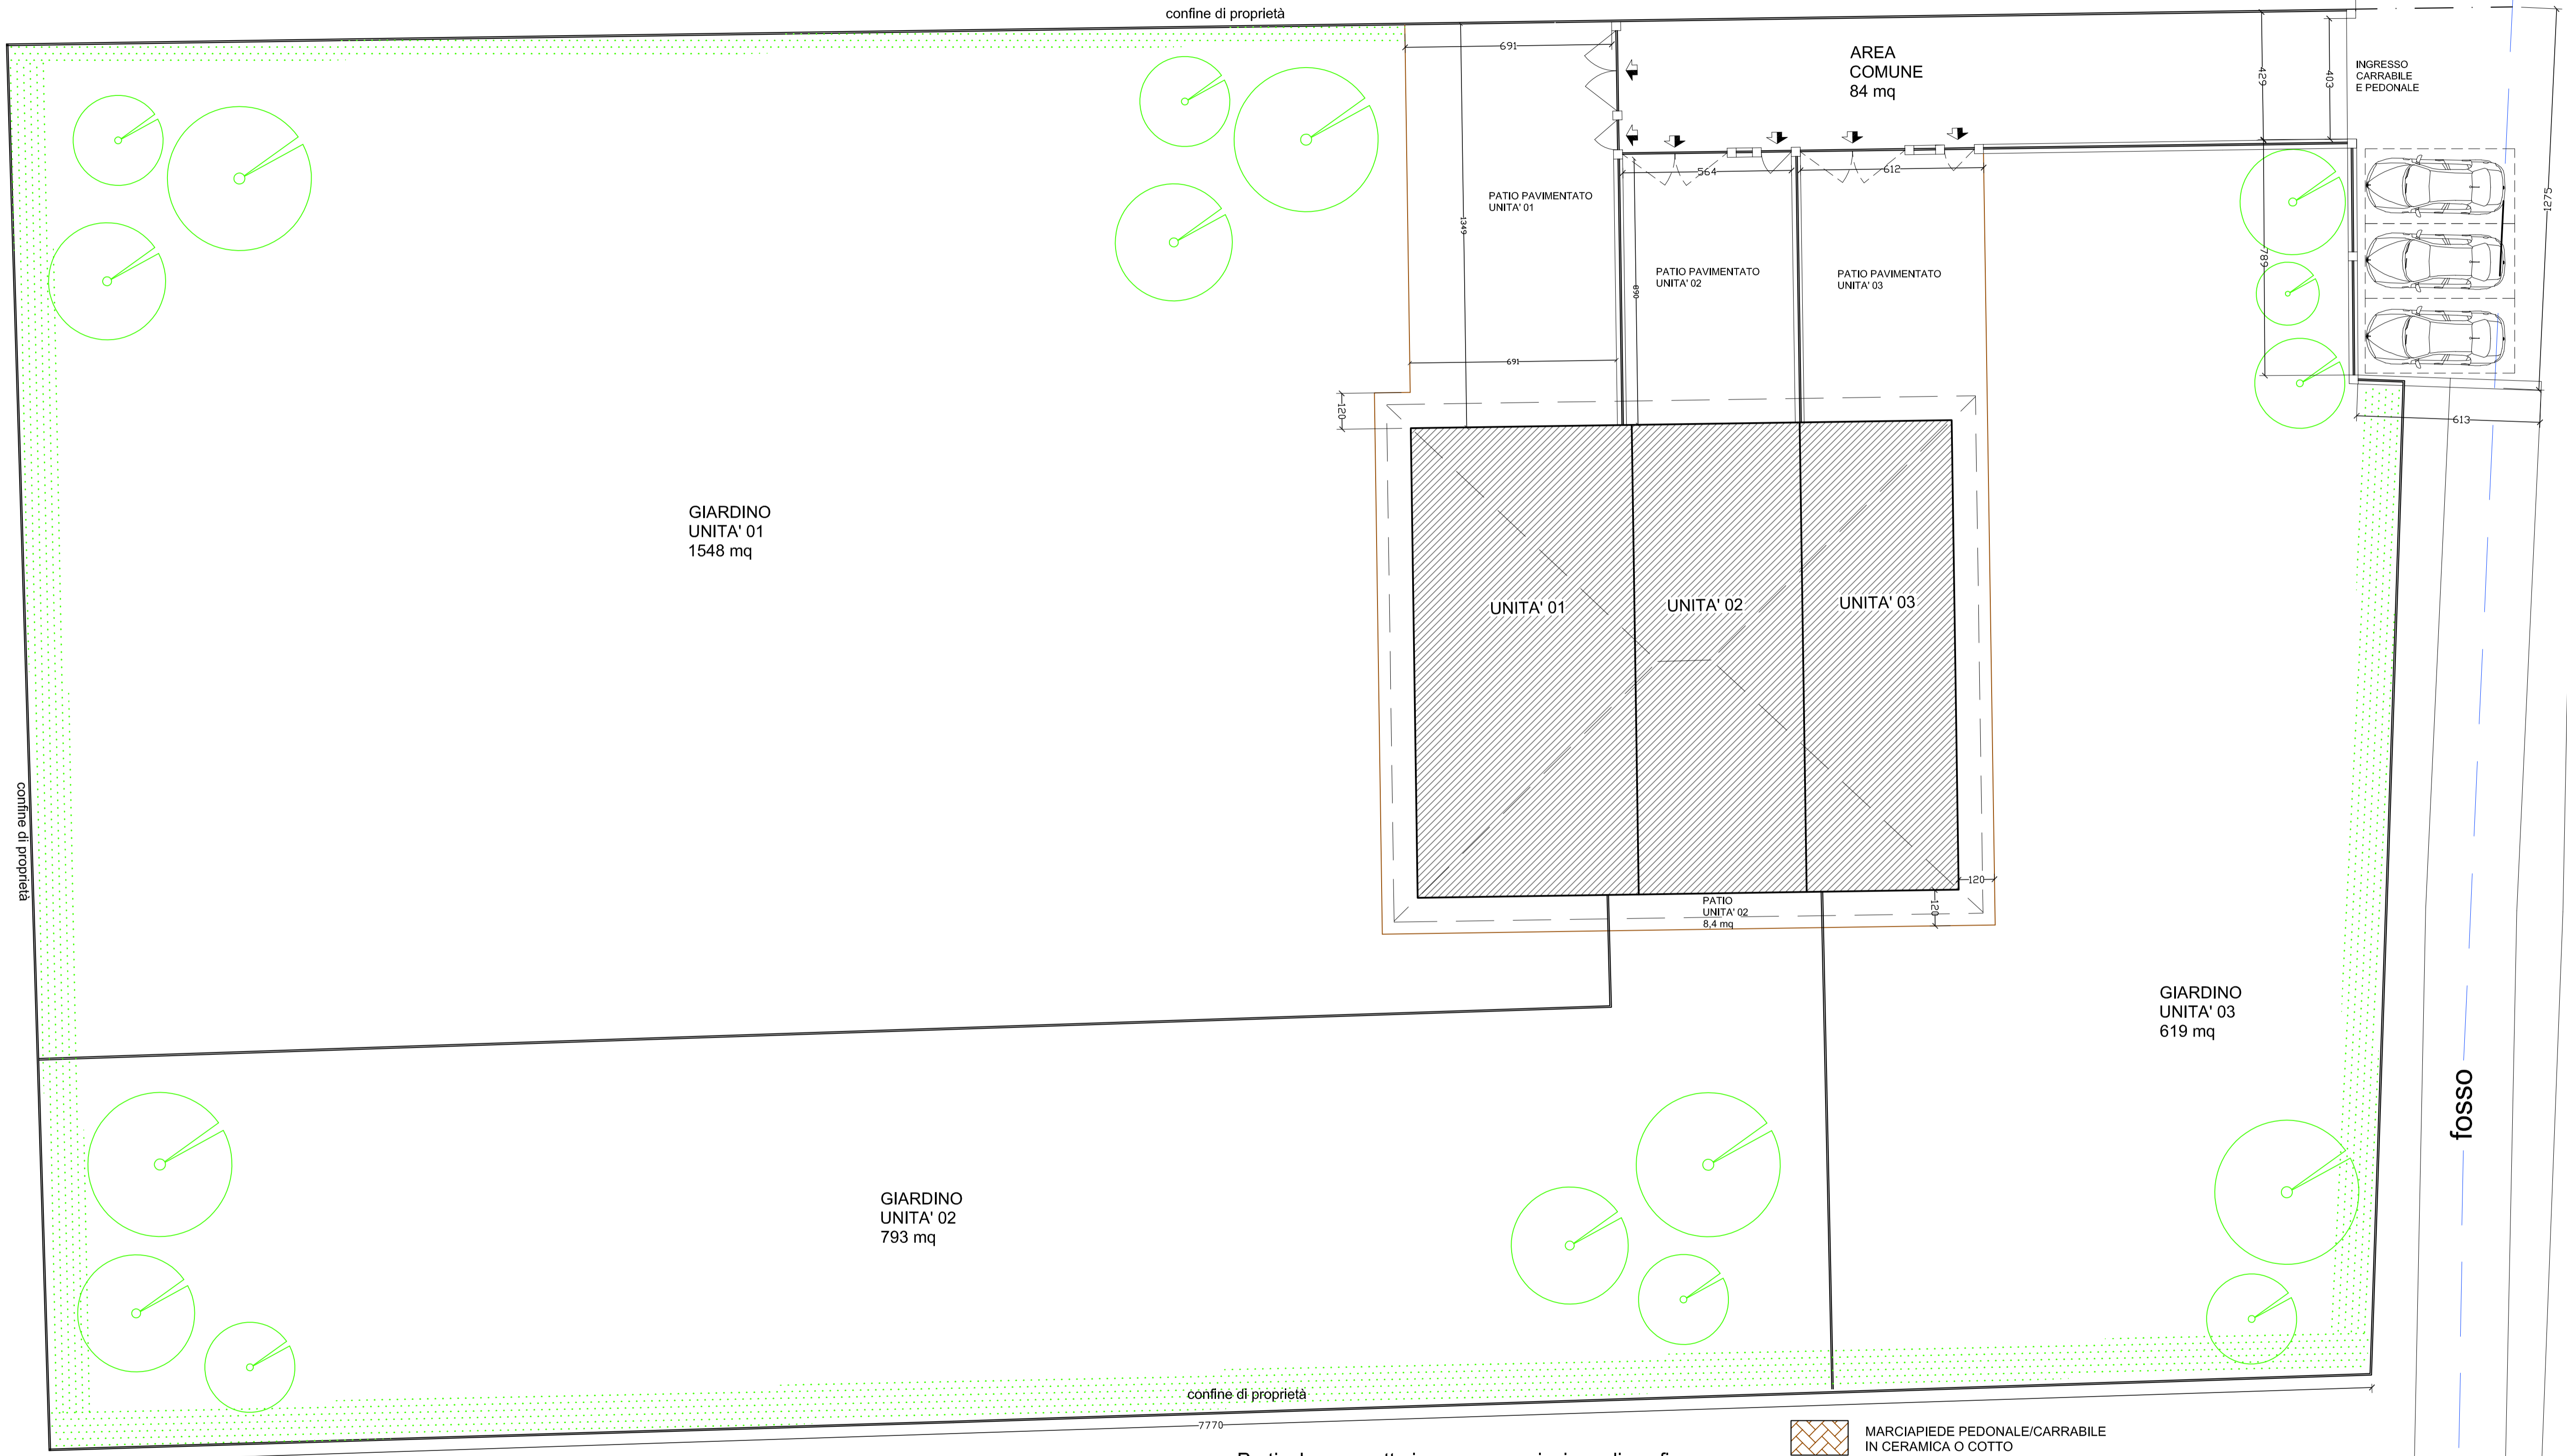 confine di proprietà
691
AREA
COMUNE
84 mq
429
403
INGRESSO
CARRABILE
E PEDONALE
1275
PATIO PAVIMENTATO
UNITA' 01
1349
564
612
PATIO PAVIMENTATO
UNITA' 02
890
PATIO PAVIMENTATO
UNITA' 03
789
691
120
613
GIARDINO
UNITA' 01
1548 mq
UNITA' 01
UNITA' 02
UNITA' 03
confine di proprietà
PATIO
UNITA' 02
8,4 mq
120
120
GIARDINO
UNITA' 03
619 mq
fosso
GIARDINO
UNITA' 02
793 mq
confine di proprietà
7770
MARCIAPIEDE PEDONALE/CARRABILE
IN CERAMICA O COTTO